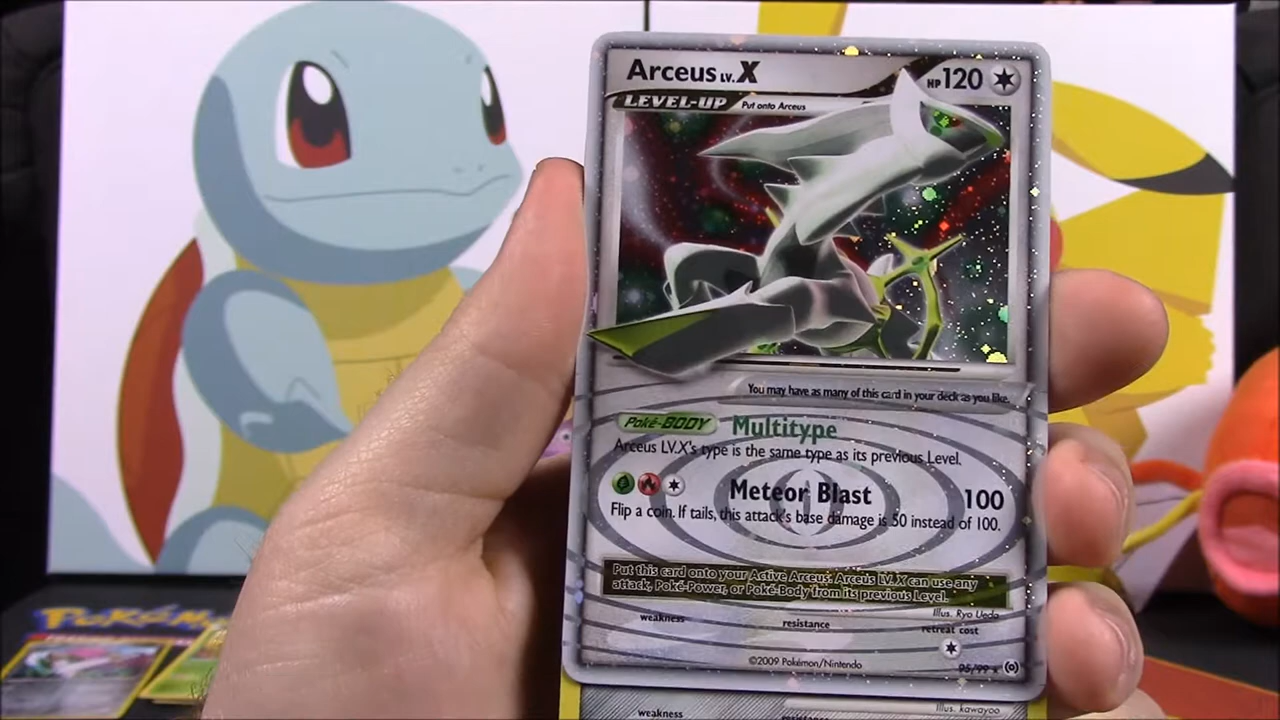 Arceus LV.X HP 120
LEVEL-UP Put onto Arceus
You may have as many of this card in your deck as you like.
Poké-BODY Multitype
Arceus LV.X's type is the same type as its previous Level.
Meteor Blast 100
Flip a coin. If tails, this attack's base damage is 50 instead of 100.
Put this card onto your Active Arceus. Arceus LV. X can use any
attack, Poké-Power, or Poké-Body from its previous Level.
Illus. Ryo Ueda
weakness resistance retreat cost
©2009 Pokémon/Nintendo 95/99
Illus. kawayoo
weakness
Pokémon